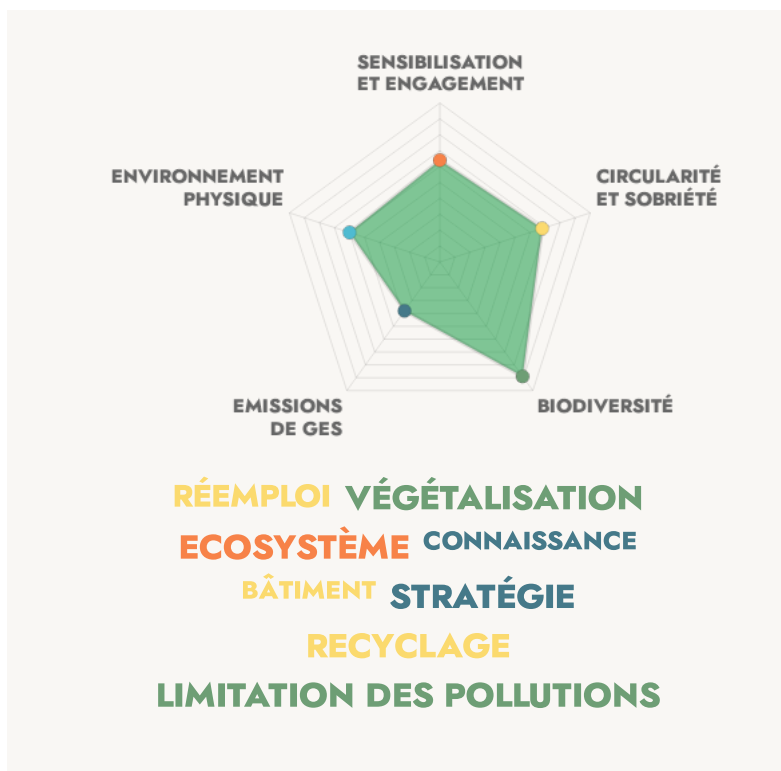 SENSIBILISATION
ET ENGAGEMENT
ENVIRONNEMENT
PHYSIQUE
CIRCULARITÉ
ET SOBRIÉTÉ
EMISSIONS
DE GES
BIODIVERSITÉ
RÉEMPLOI VÉGÉTALISATION
ECOSYSTÈME CONNAISSANCE
BÂTIMENT STRATÉGIE
RECYCLAGE
LIMITATION DES POLLUTIONS